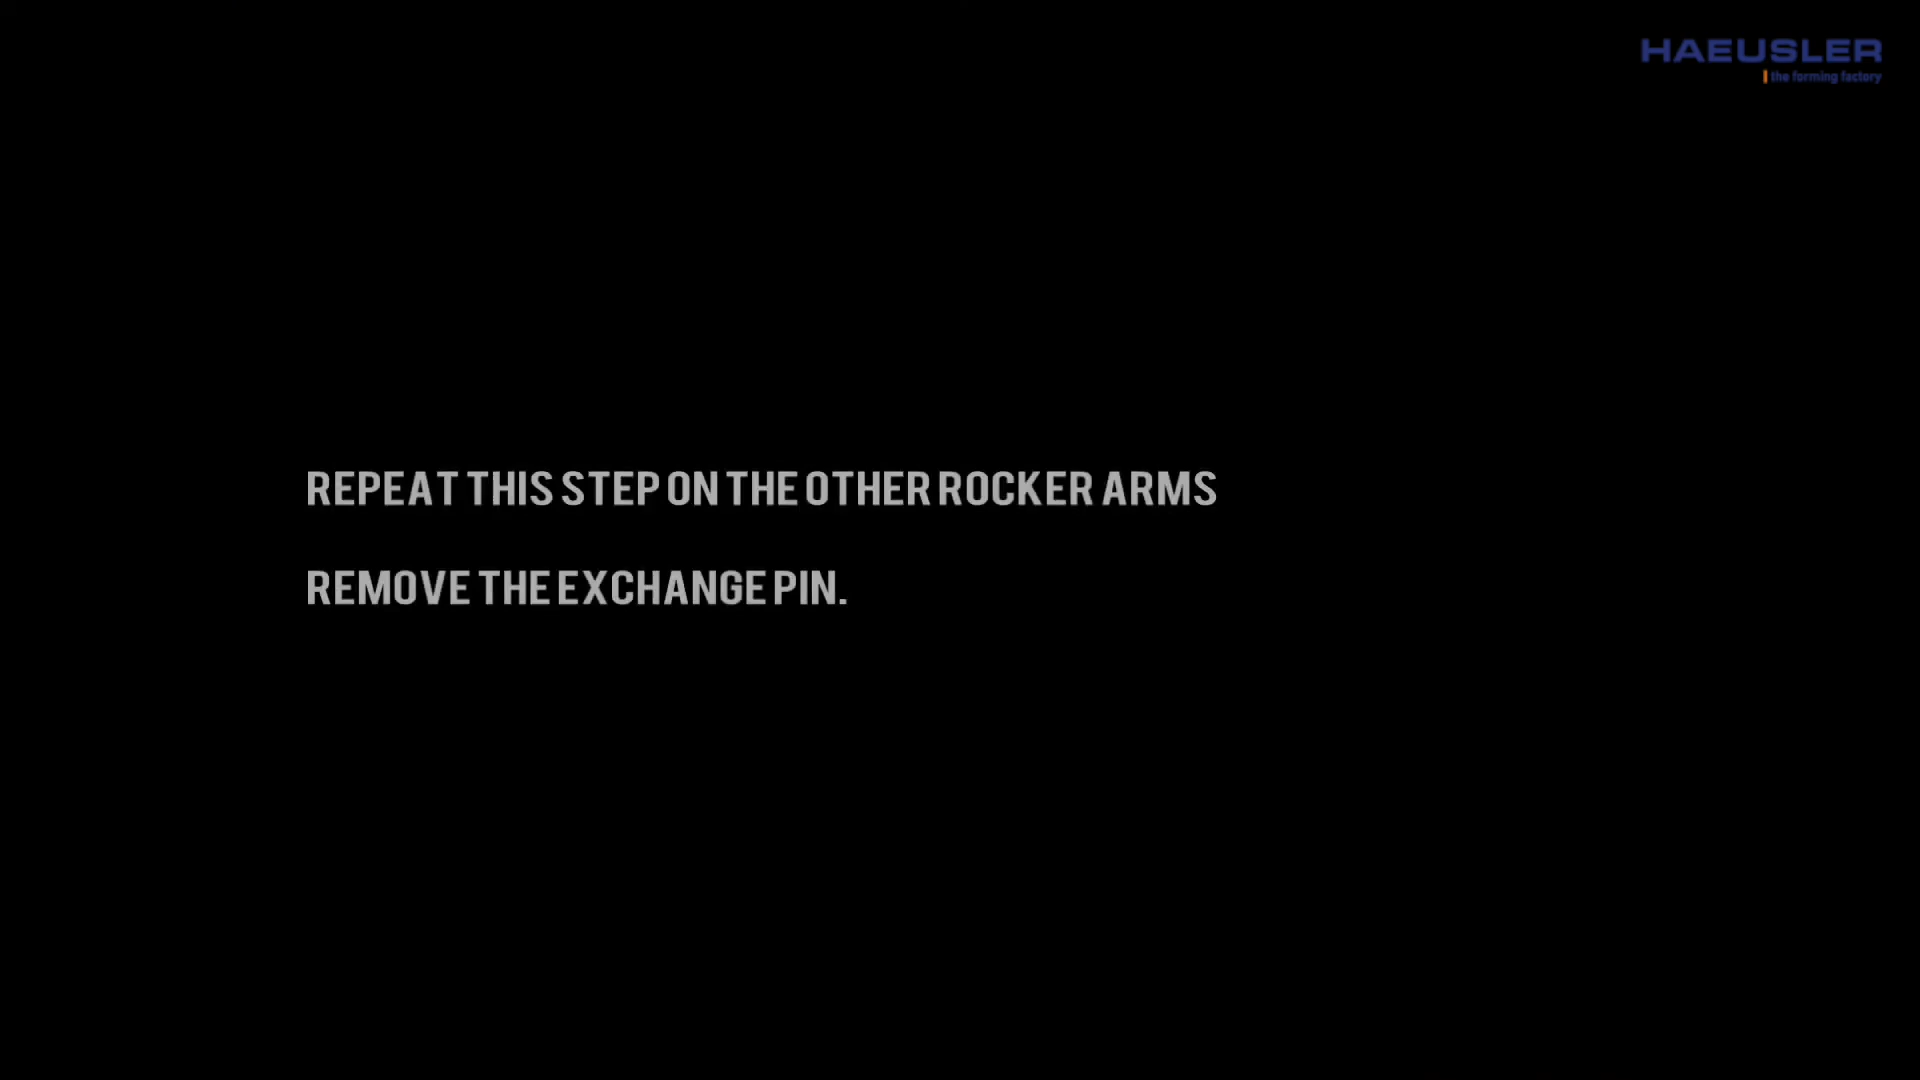 HAEUSLER
the forming factory
REPEAT THIS STEP ON THE OTHER ROCKER ARMS
REMOVE THE EXCHANGE PIN.